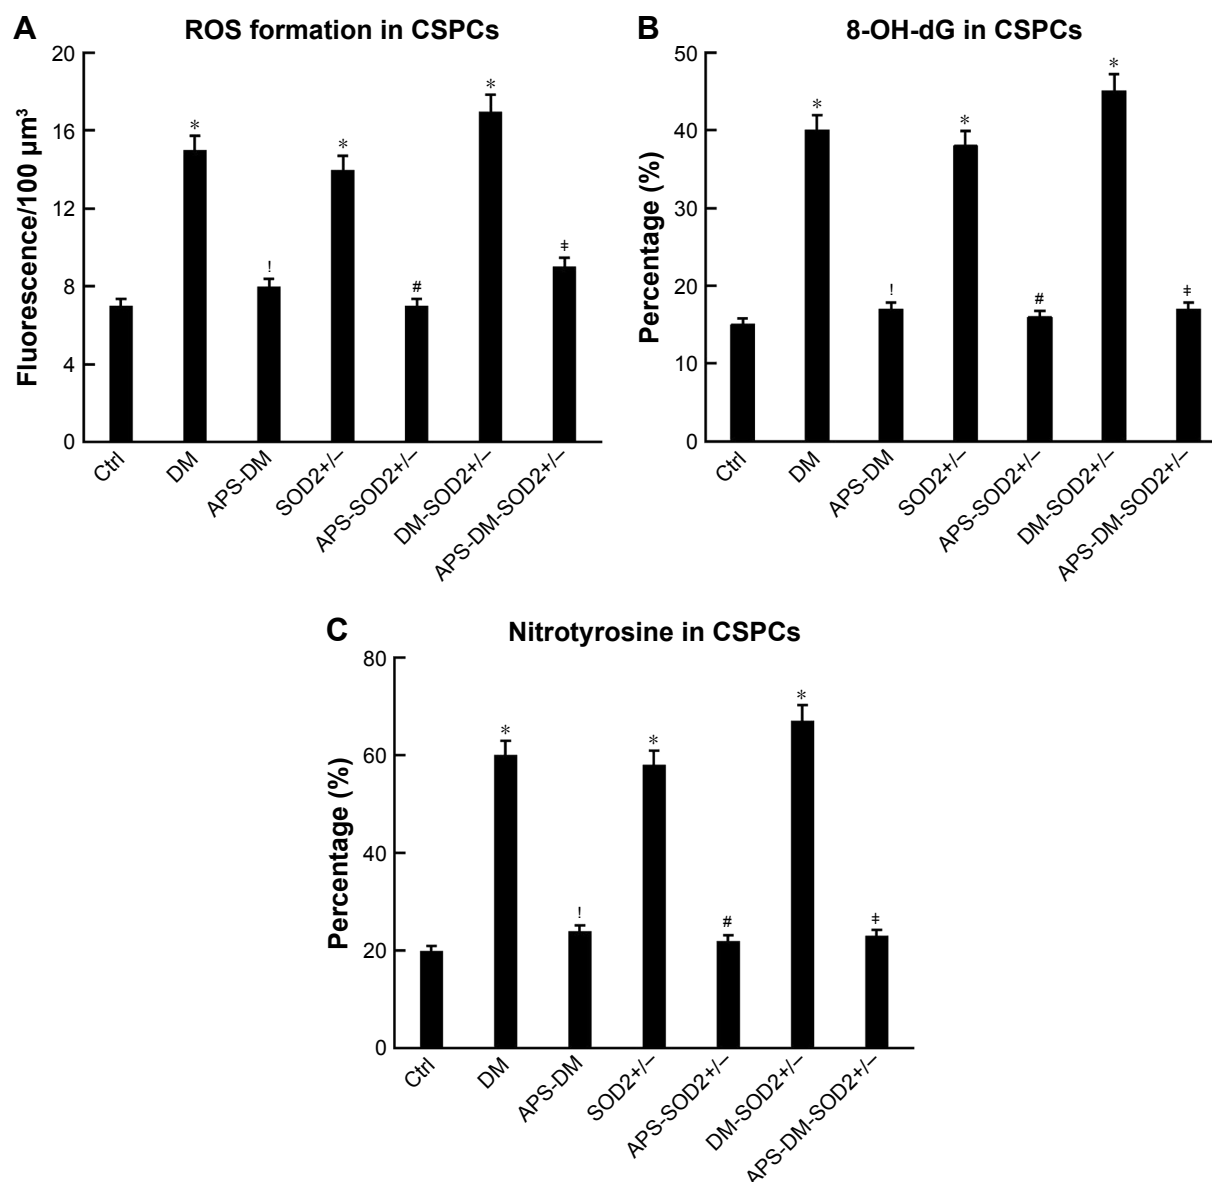 A
ROS formation in CSPCs
Fluorescence/100 µm³
20
16
12
8
4
0
*
!
*
#
*
‡
Ctrl
DM
APS-DM
SOD2+/–
APS-SOD2+/–
DM-SOD2+/–
APS-DM-SOD2+/–
B
8-OH-dG in CSPCs
Percentage (%)
50
40
30
20
10
0
*
!
*
#
*
‡
Ctrl
DM
APS-DM
SOD2+/–
APS-SOD2+/–
DM-SOD2+/–
APS-DM-SOD2+/–
C
Nitrotyrosine in CSPCs
Percentage (%)
80
60
40
20
0
*
!
*
#
*
‡
Ctrl
DM
APS-DM
SOD2+/–
APS-SOD2+/–
DM-SOD2+/–
APS-DM-SOD2+/–